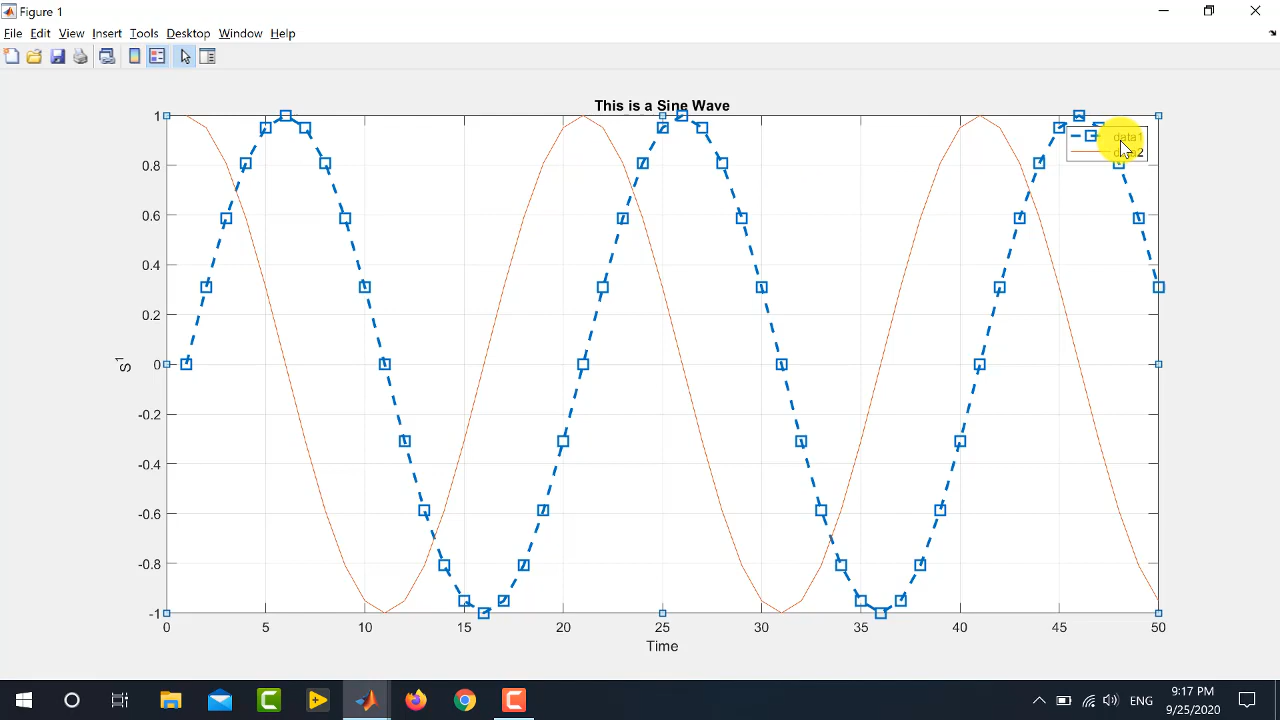 Figure 1
File Edit View Insert Tools Desktop Window Help
This is a Sine Wave
1
0.8
0.6
0.4
0.2
0
-0.2
-0.4
-0.6
-0.8
-1
S¹
data1
data2
0 5 10 15 20 25 30 35 40 45 50
Time
ENG
9:17 PM
9/25/2020